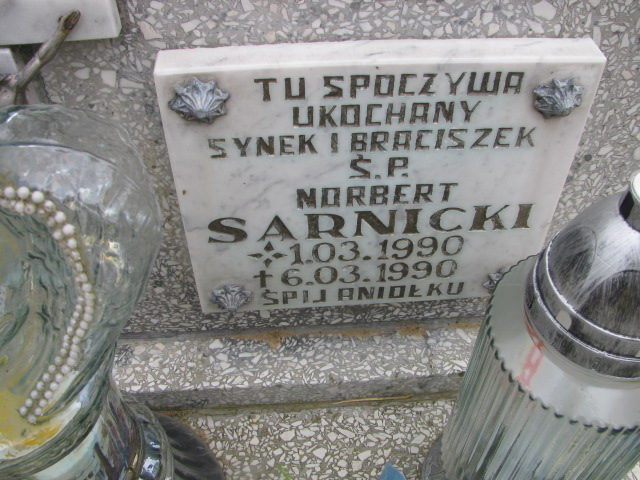 TU SPOCZYWA
UKOCHANY
SYNEK I BRACISZEK
Ś.P.
NORBERT
SARNICKI
1.03.1990
†6.03.1990
ŚPIJ ANIOŁKU